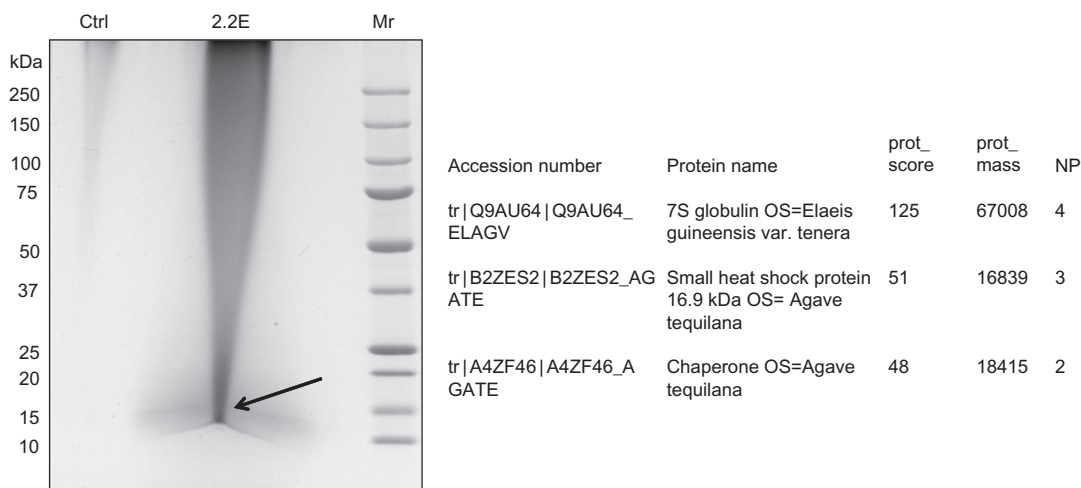 Ctrl 2.2E Mr
kDa
250
150
100
75
50
37
25
20
15
10
Accession number Protein name prot_ score prot_ mass NP
tr|Q9AU64|Q9AU64_ 7S globulin OS=Elaeis 125 67008 4
ELAGV guineensis var. tenera
tr|B2ZES2|B2ZES2_AG Small heat shock protein 51 16839 3
ATE 16.9 kDa OS= Agave
tequilana
tr|A4ZF46|A4ZF46_A Chaperone OS=Agave 48 18415 2
GATE tequilana